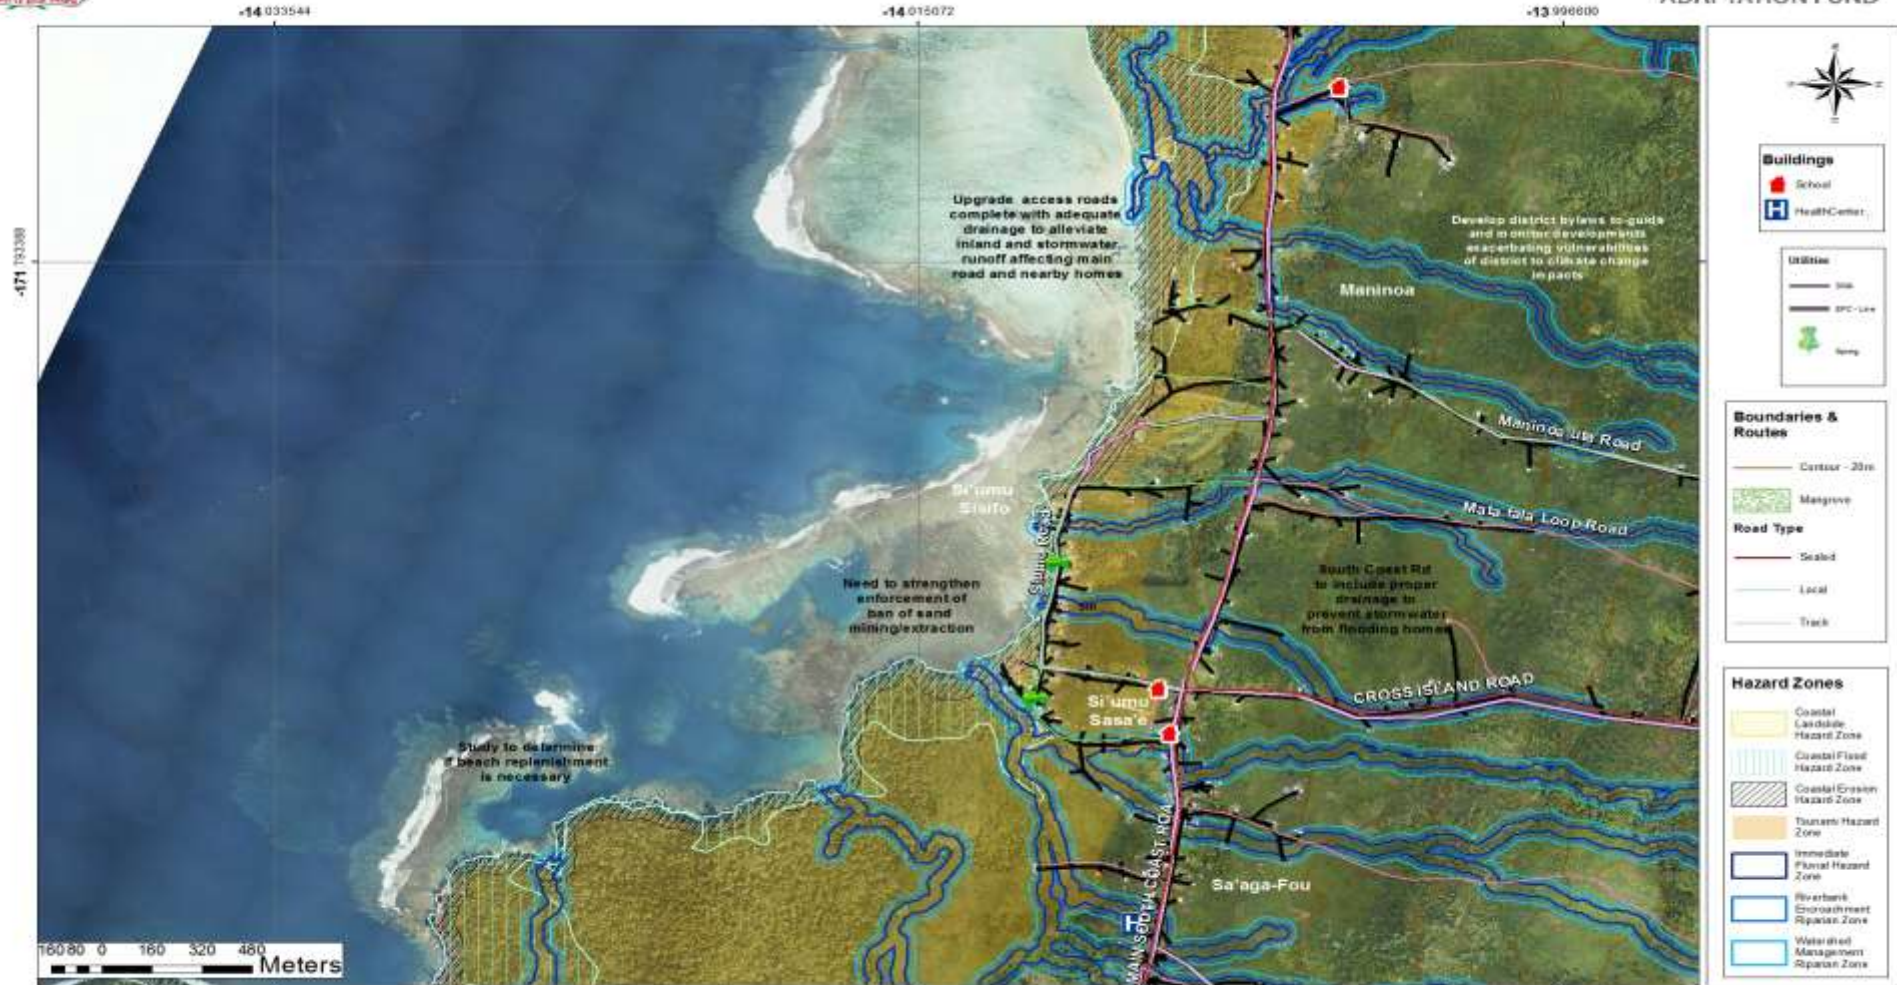 ADAPTATION FUND
-14 033544
-14 015072
-13 996600
-171 793388
Upgrade access roads
complete with adequate
drainage to alleviate
inland and stormwater
runoff affecting main
road and nearby homes
Develop district bylaws to guide
and monitor developments
exacerbating vulnerabilities
of district to climate change
impacts
Maninoa
Maninoa uta Road
Si'umu
Sisifo
Mata fala Loop Road
Siumu Road
Need to strengthen
enforcement of
ban of sand
mining/extraction
South Coast Rd
to include proper
drainage to
prevent stormwater
from flooding homes
Si'umu
Sasa'e
CROSS ISLAND ROAD
Study to determine
if beach replenishment
is necessary
MAIN SOUTH COAST ROA
Sa'aga-Fou
H
160 80 0 160 320 480
Meters
Buildings
School
H HealthCenter
Utilities
EPC - Line
Spring
Boundaries &
Routes
Contour - 20m
Mangrove
Road Type
Sealed
Local
Track
Hazard Zones
Coastal
Landslide
Hazard Zone
Coastal Flood
Hazard Zone
Coastal Erosion
Hazard Zone
Tsunami Hazard
Zone
Immediate
Fluvial Hazard
Zone
Riverbank
Encroachment
Riparian Zone
Watershed
Management
Riparian Zone